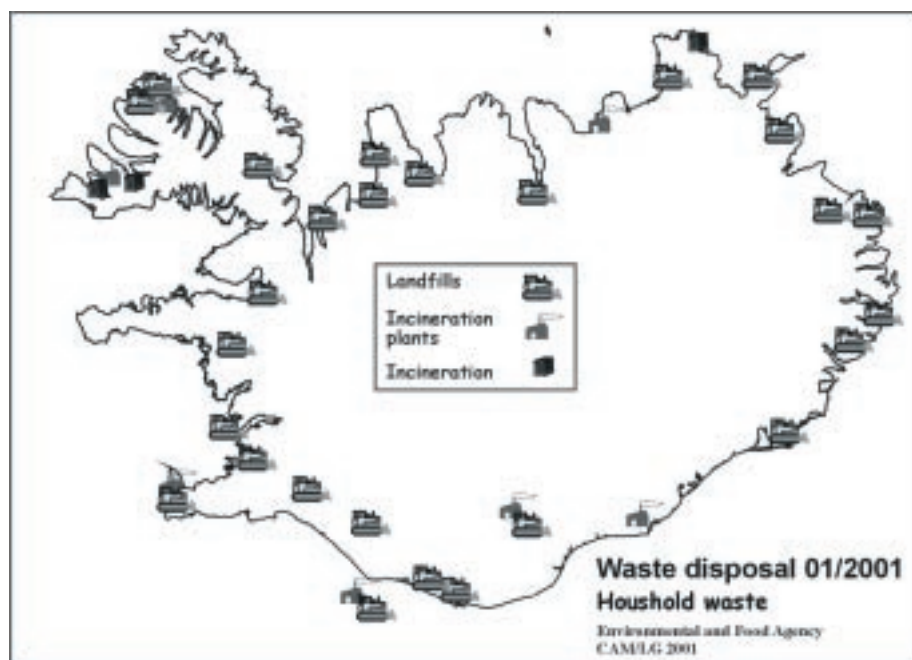 Landfills
Incineration
plants
Incineration
Waste disposal 01/2001
Houshold waste
Environmental and Food Agency
CAM/LG 2001